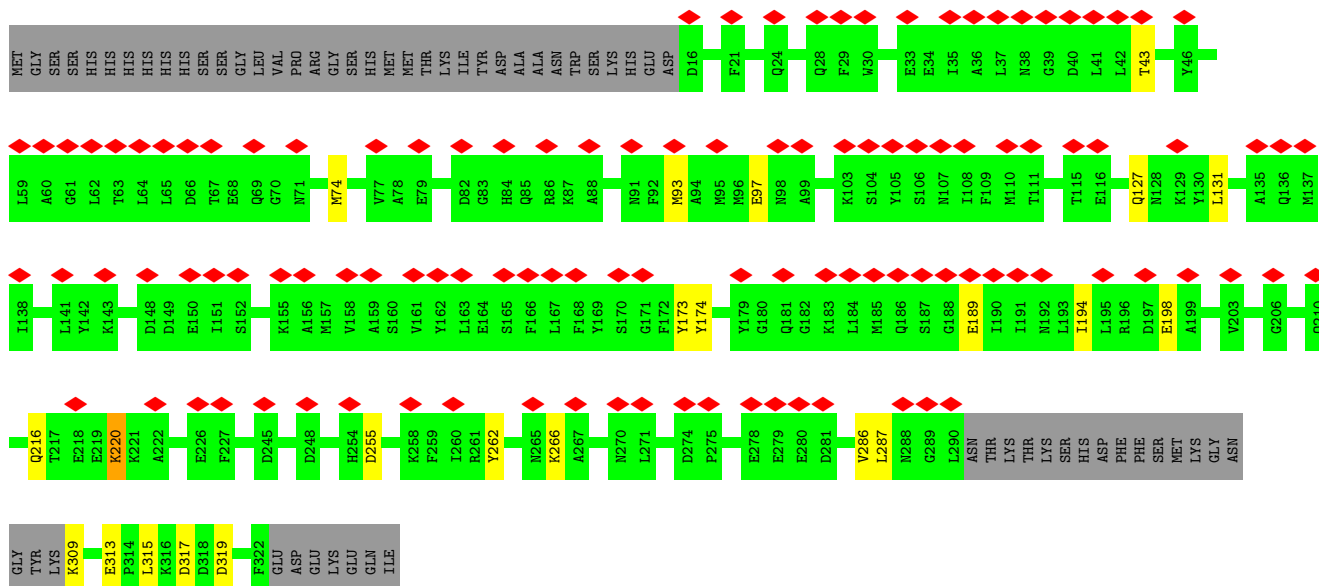 MET GLY SER SER HIS HIS HIS HIS HIS HIS SER SER GLY LEU VAL PRO ARG GLY SER HIS MET MET THR LYS ILE TYR ASP ALA ALA ASN TRP SER LYS HIS GLU ASP D16 F21 Q24 Q28 F29 W30 E33 E34 I35 A36 L37 N38 G39 D40 L41 L42 T43 Y46
L59 A60 G61 L62 T63 L64 L65 D66 T67 E68 Q69 G70 N71 M74 V77 A78 E79 D82 G83 H84 Q85 R86 K87 A88 N91 F92 M93 A94 M95 M96 E97 N98 A99 K103 S104 Y105 S106 N107 I108 F109 M110 T111 T115 E116 Q127 N128 K129 Y130 L131 A135 Q136 M137
I138 L141 Y142 K143 D148 D149 E150 I151 S152 K155 A156 M157 V158 A159 S160 V161 Y162 L163 E164 S165 F166 L167 F168 Y169 S170 G171 F172 Y173 Y174 Y179 G180 Q181 G182 K183 L184 M185 Q186 S187 G188 E189 I190 I191 N192 L193 I194 L195 R196 D197 E198 A199 V203 G206
Q216 T217 E218 E219 K220 K221 A222 E226 F227 D245 D248 H254 D255 K258 F259 I260 R261 Y262 N265 K266 A267 N270 L271 D274 P275 E278 E279 E280 D281 V286 L287 N288 G289 L290 ASN THR LYS THR LYS SER HIS ASP PHE PHE SER MET LYS GLY ASN
GLY TYR LYS K309 E313 P314 L315 K316 D317 D318 D319 F322 GLU ASP GLU LYS GLU GLN ILE